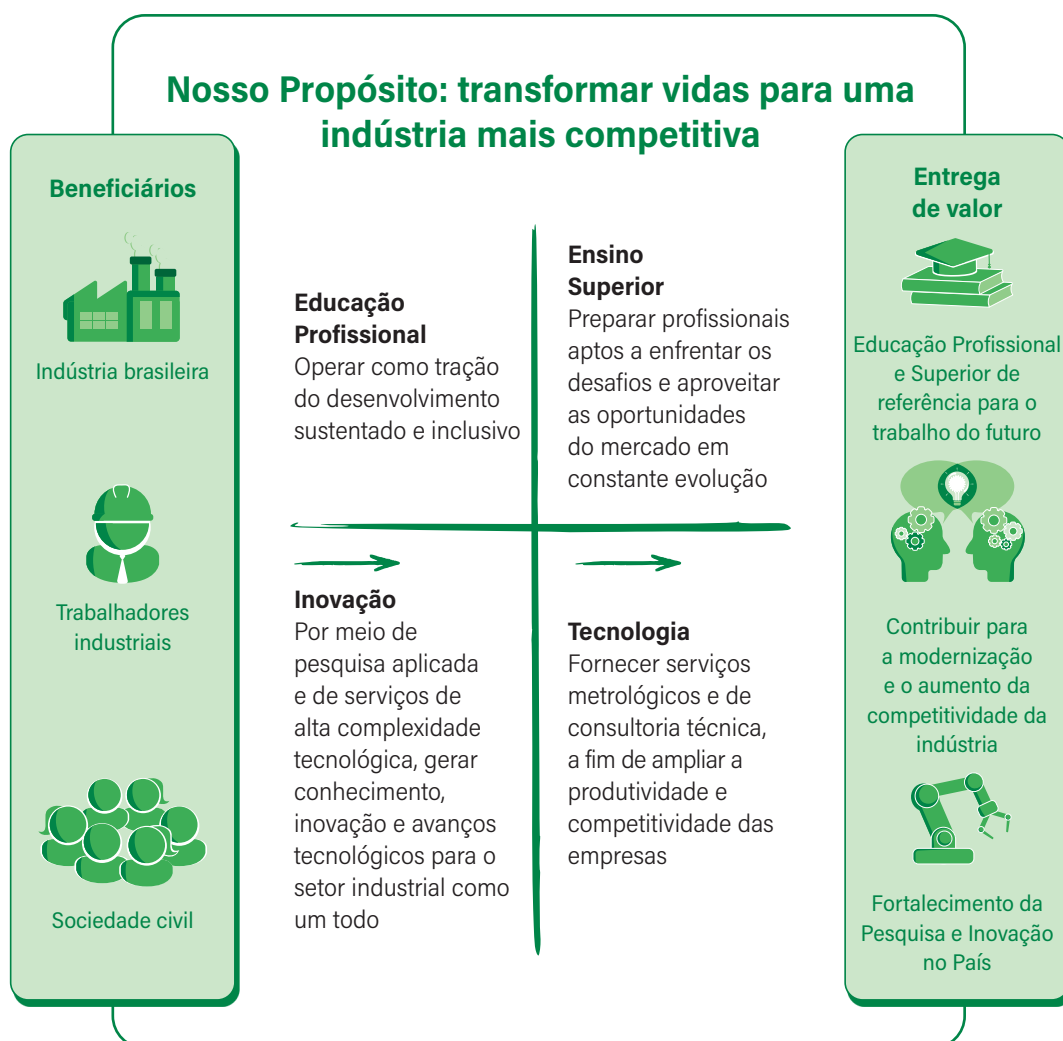 Nosso Propósito: transformar vidas para uma
indústria mais competitiva
Beneficiários
Indústria brasileira
Trabalhadores
industriais
Sociedade civil
Educação
Profissional
Operar como tração
do desenvolvimento
sustentado e inclusivo
Ensino
Superior
Preparar profissionais
aptos a enfrentar os
desafios e aproveitar
as oportunidades
do mercado em
constante evolução
Inovação
Por meio de
pesquisa aplicada
e de serviços de
alta complexidade
tecnológica, gerar
conhecimento,
inovação e avanços
tecnológicos para o
setor industrial como
um todo
Tecnologia
Fornecer serviços
metrológicos e de
consultoria técnica,
a fim de ampliar a
produtividade e
competitividade das
empresas
Entrega
de valor
Educação Profissional
e Superior de
referência para o
trabalho do futuro
Contribuir para
a modernização
e o aumento da
competitividade da
indústria
Fortalecimento da
Pesquisa e Inovação
no País